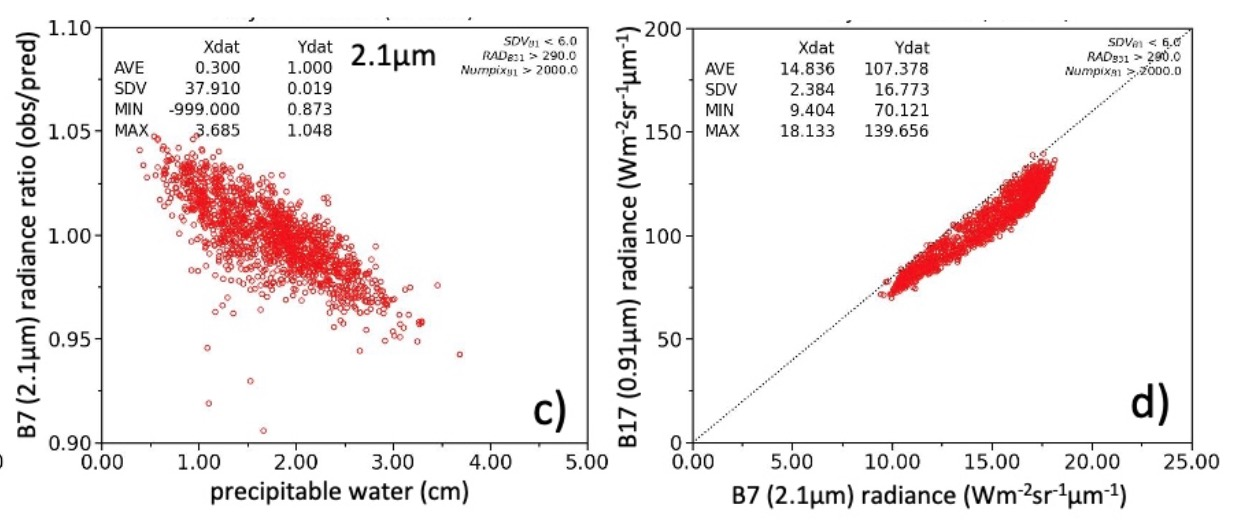 1.10
1.05
1.00
0.95
0.90
B7 (2.1μm) radiance ratio (obs/pred)
Xdat Ydat
AVE 0.300 1.000
SDV 37.910 0.019
MIN -999.000 0.873
MAX 3.685 1.048
2.1μm
SDV_B1 < 6.0
RAD_B31 > 290.0
Numpix_B1 > 2000.0
c)
0
0.00 1.00 2.00 3.00 4.00 5.00
precipitable water (cm)
200
150
100
50
0
B17 (0.91μm) radiance (Wm-2sr-1μm-1)
Xdat Ydat
AVE 14.836 107.378
SDV 2.384 16.773
MIN 9.404 70.121
MAX 18.133 139.656
SDV_B1 < 6.0
RAD_B31 > 290.0
Numpix_B1 > 2000.0
d)
0.00 5.00 10.00 15.00 20.00 25.00
B7 (2.1μm) radiance (Wm-2sr-1μm-1)